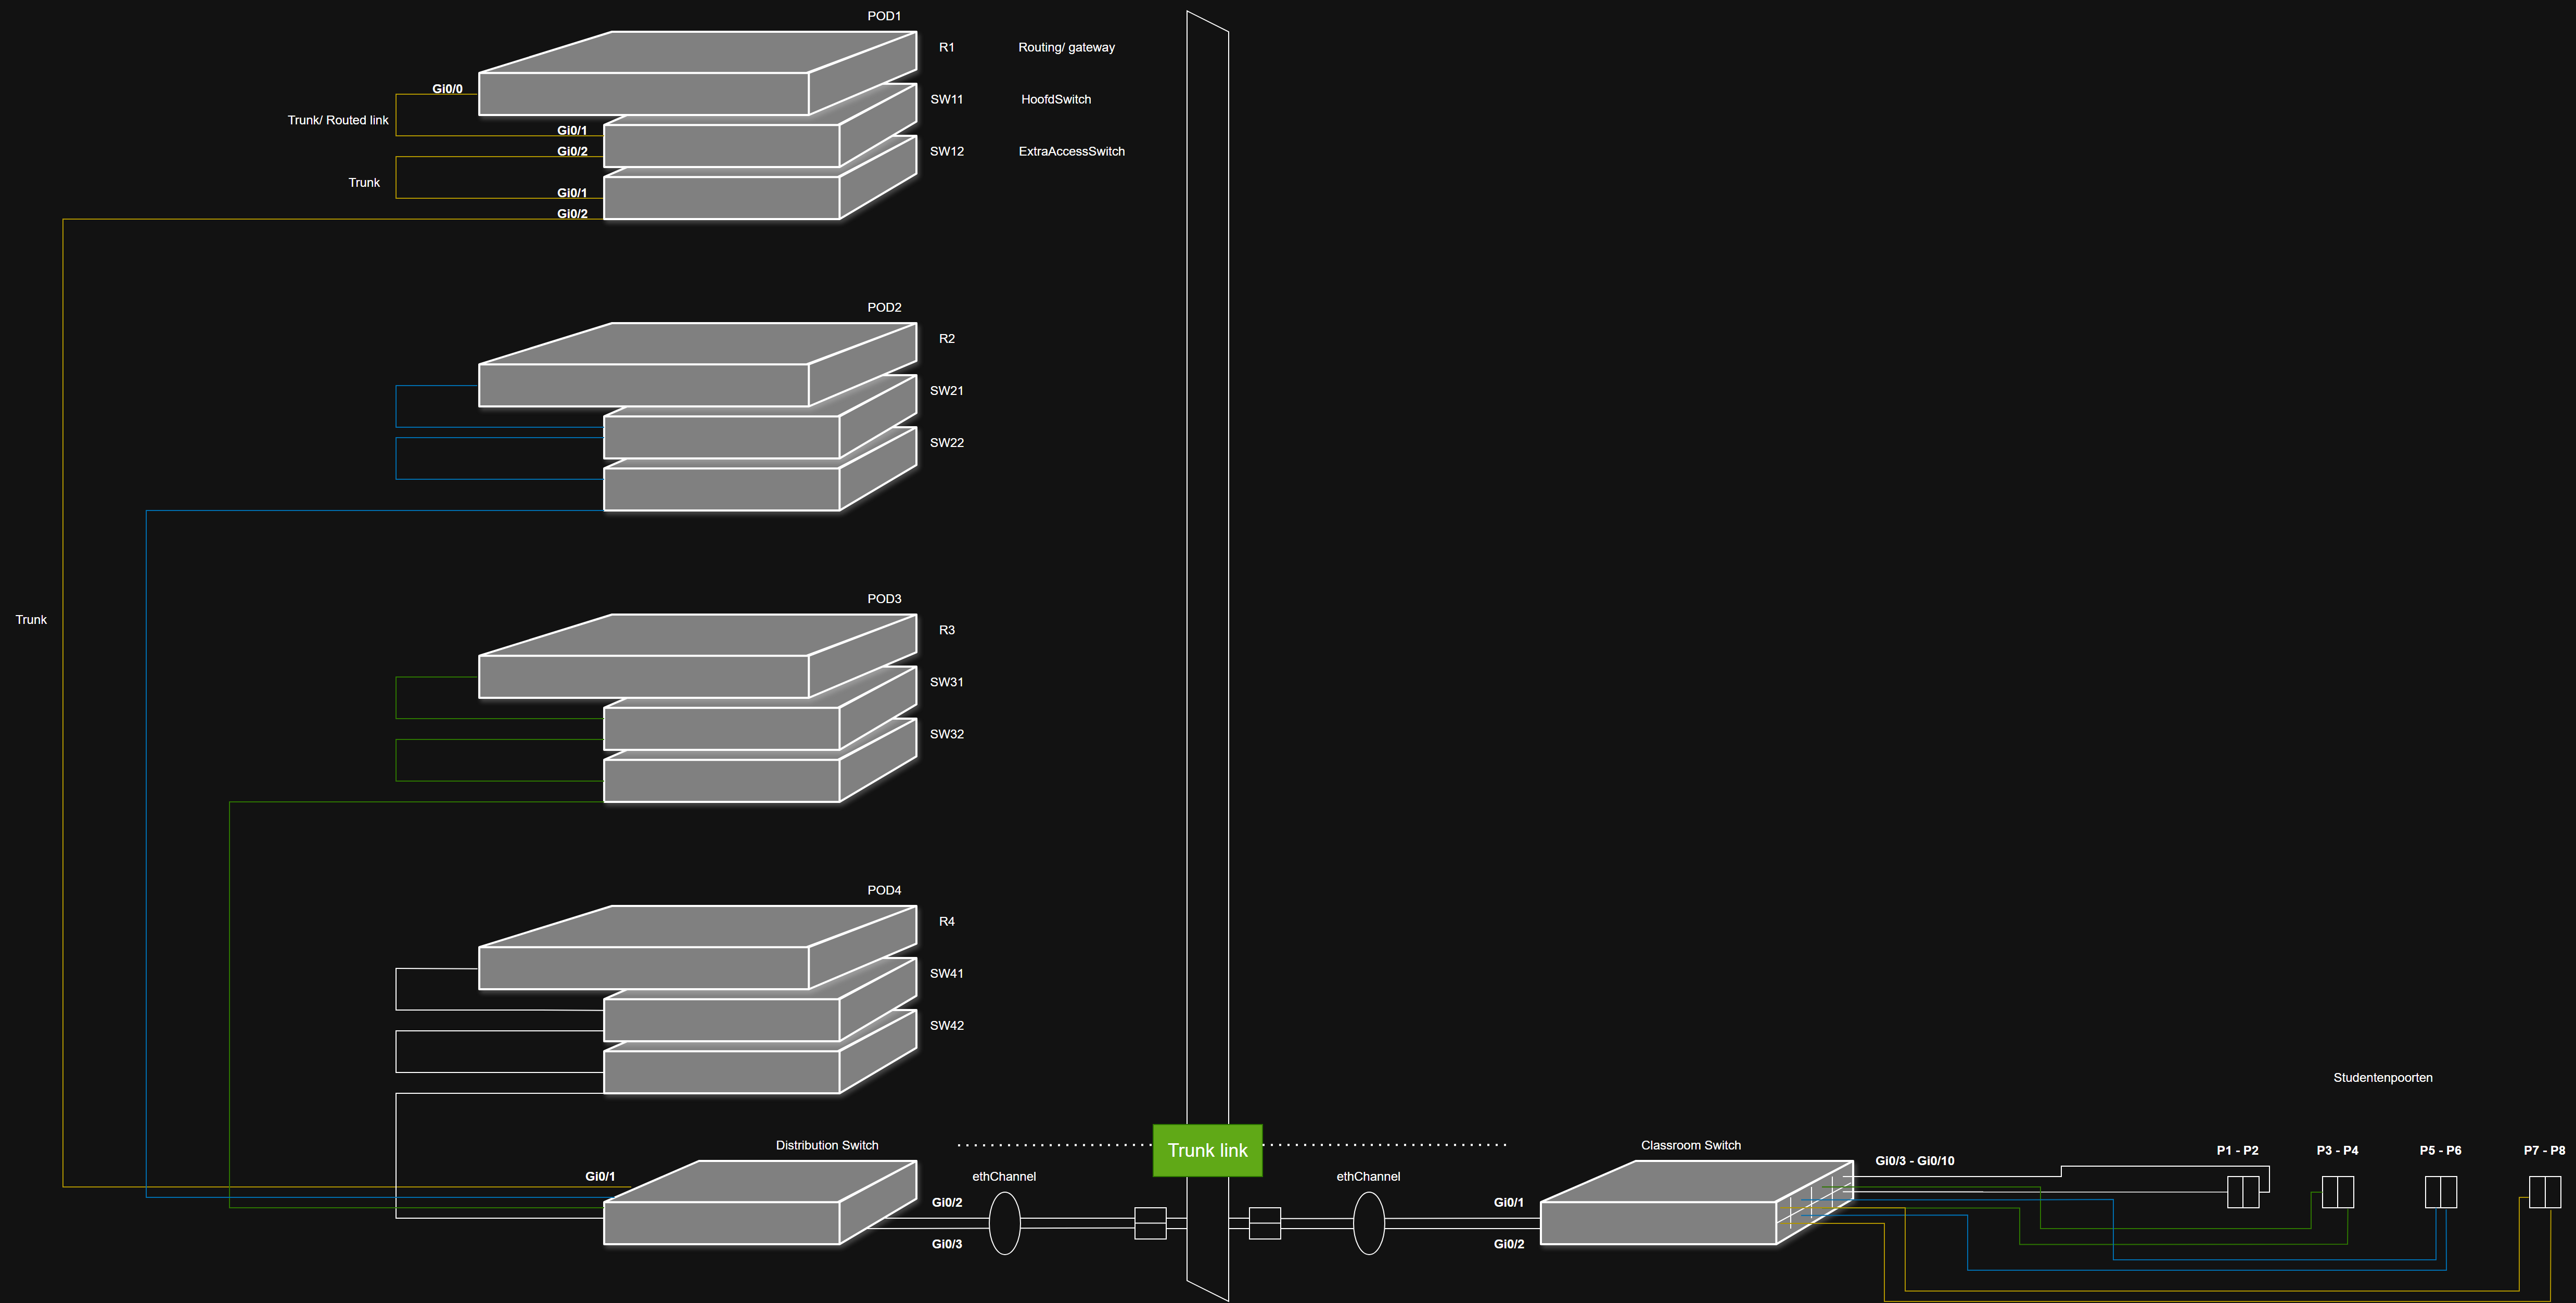 POD1
R1
Routing/ gateway
Gi0/0
SW11
HoofdSwitch
Trunk/ Routed link
Gi0/1
Gi0/2
SW12
ExtraAccessSwitch
Trunk
Gi0/1
Gi0/2
POD2
R2
SW21
SW22
POD3
Trunk
R3
SW31
SW32
POD4
R4
SW41
SW42
Studentenpoorten
Distribution Switch
Trunk link
Classroom Switch
P1 - P2
P3 - P4
P5 - P6
P7 - P8
Gi0/3 - Gi0/10
Gi0/1
ethChannel
ethChannel
Gi0/2
Gi0/1
Gi0/3
Gi0/2